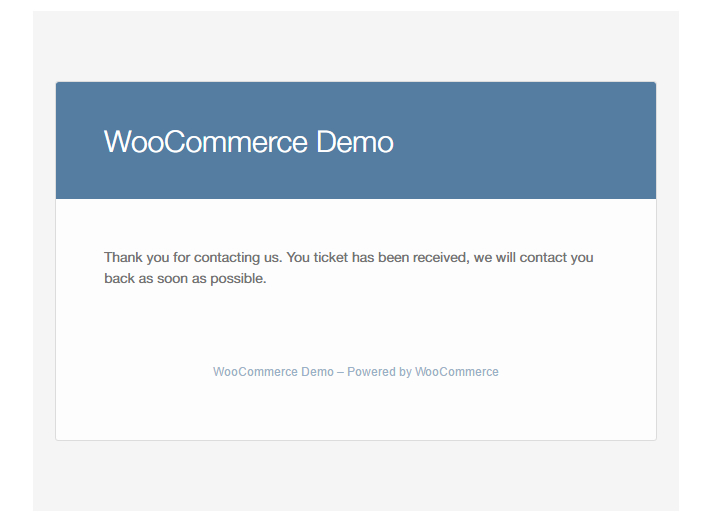 WooCommerce Demo
Thank you for contacting us. You ticket has been received, we will contact you
back as soon as possible.
WooCommerce Demo – Powered by WooCommerce